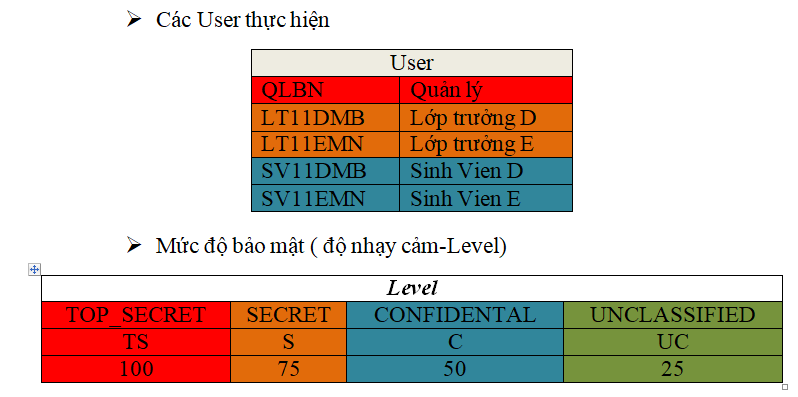 Các User thực hiện
User
QLBN Quản lý
LT11DMB Lớp trưởng D
LT11EMN Lớp trưởng E
SV11DMB Sinh Vien D
SV11EMN Sinh Vien E
Mức độ bảo mật ( độ nhạy cảm-Level)
Level
TOP_SECRET SECRET CONFIDENTAL UNCLASSIFIED
TS S C UC
100 75 50 25